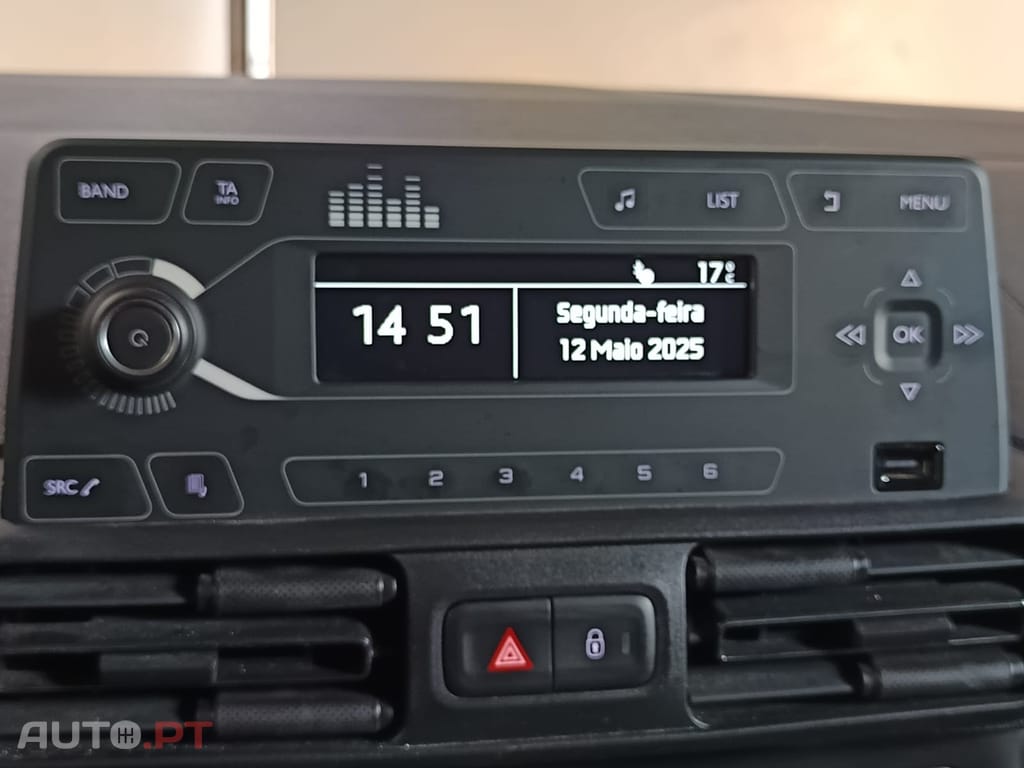 BAND
TA
INFO
LIST
MENU
17°C
14 51
Segunda-feira
12 Maio 2025
OK
SRC
1 2 3 4 5 6
AUTO.PT